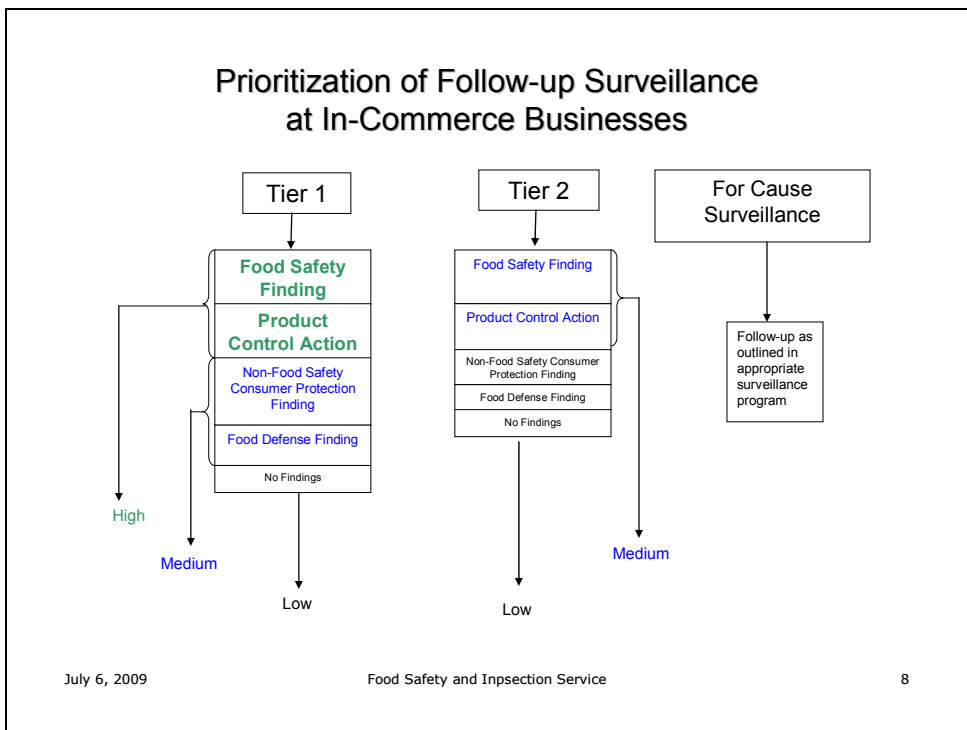 Prioritization of Follow-up Surveillance
at In-Commerce Businesses
Tier 1
Food Safety
Finding
Product
Control Action
Non-Food Safety
Consumer Protection
Finding
Food Defense Finding
No Findings
High
Medium
Low
Tier 2
Food Safety Finding
Product Control Action
Non-Food Safety Consumer
Protection Finding
Food Defense Finding
No Findings
Medium
Low
For Cause
Surveillance
Follow-up as
outlined in
appropriate
surveillance
program
July 6, 2009
Food Safety and Inpsection Service
8